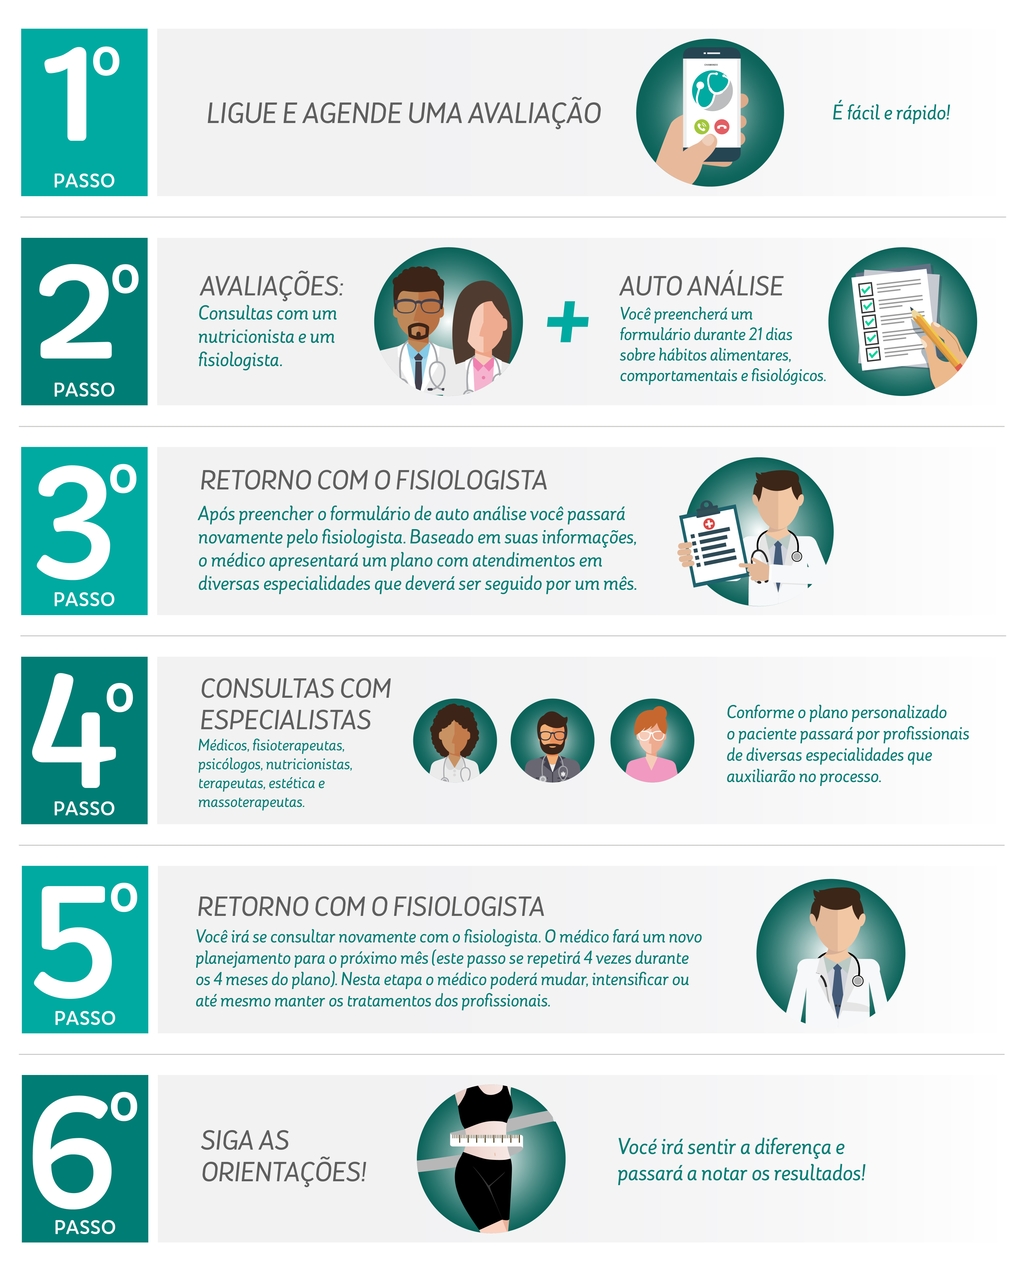 1º
PASSO
LIGUE E AGENDE UMA AVALIAÇÃO
É fácil e rápido!
2º
PASSO
AVALIAÇÕES:
Consultas com um
nutricionista e um
fisiologista.
+
AUTO ANÁLISE
Você preencherá um
formulário durante 21 dias
sobre hábitos alimentares,
comportamentais e fisiológicos.
3º
PASSO
RETORNO COM O FISIOLOGISTA
Após preencher o formulário de auto análise você passará
novamente pelo fisiologista. Baseado em suas informações,
o médico apresentará um plano com atendimentos em
diversas especialidades que deverá ser seguido por um mês.
4º
PASSO
CONSULTAS COM
ESPECIALISTAS
Médicos, fisioterapeutas,
psicólogos, nutricionistas,
terapeutas, estética e
massoterapeutas.
Conforme o plano personalizado
o paciente passará por profissionais
de diversas especialidades que
auxiliarão no processo.
5º
PASSO
RETORNO COM O FISIOLOGISTA
Você irá se consultar novamente com o fisiologista. O médico fará um novo
planejamento para o próximo mês (este passo se repetirá 4 vezes durante
os 4 meses do plano). Nesta etapa o médico poderá mudar, intensificar ou
até mesmo manter os tratamentos dos profissionais.
6º
PASSO
SIGA AS
ORIENTAÇÕES!
Vocé irá sentir a diferença e
passará a notar os resultados!